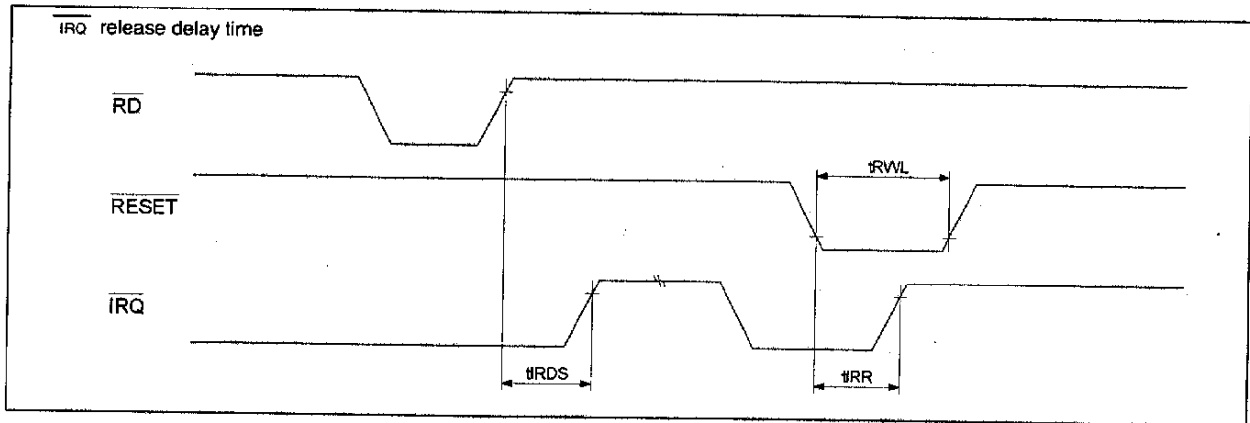 IRQ release delay time
RD
tRWL
RESET
IRQ
tIRDS
tIRR